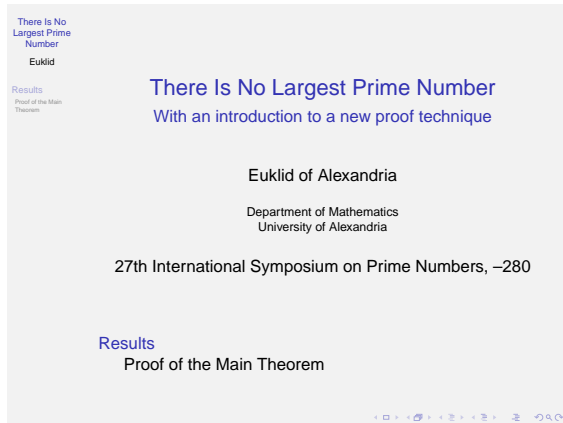 There Is No
Largest Prime
Number
Euklid
Results
Proof of the Main
Theorem
There Is No Largest Prime Number
With an introduction to a new proof technique
Euklid of Alexandria
Department of Mathematics
University of Alexandria
27th International Symposium on Prime Numbers, –280
Results
Proof of the Main Theorem